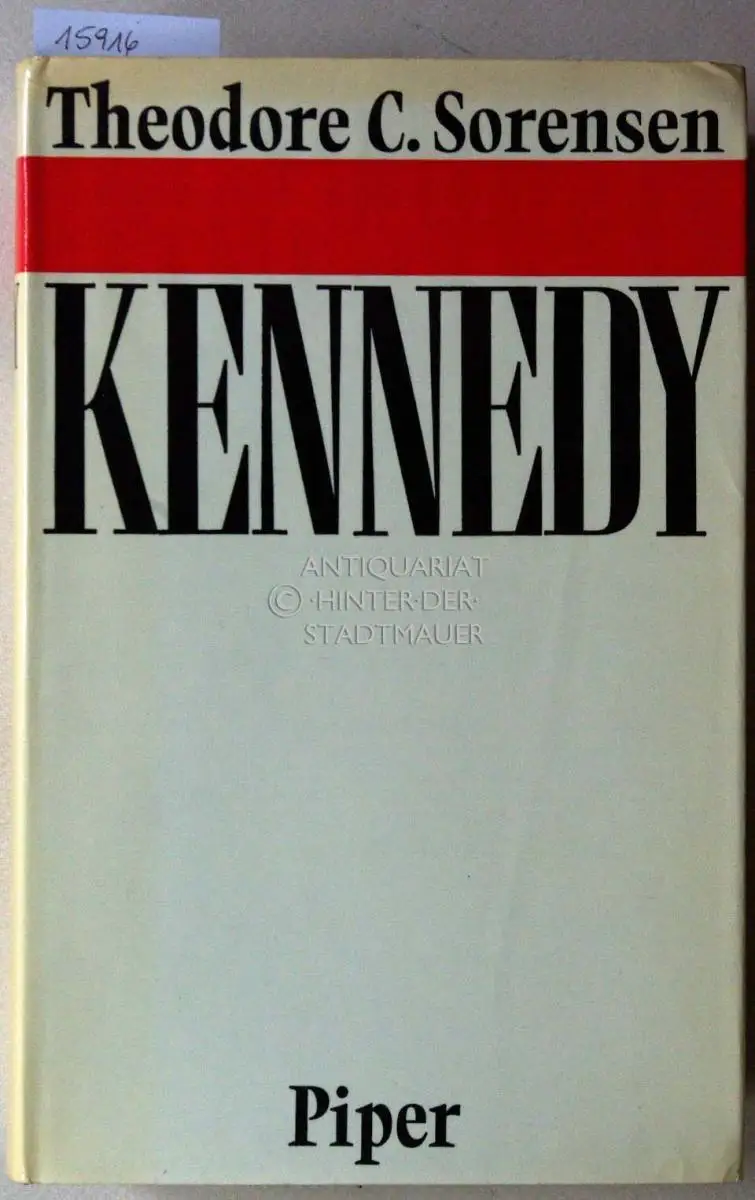 15916
Theodore C. Sorensen
KENNEDY
ANTIQUARIAT
© ·HINTER·DER·
STADTMAUER
Piper